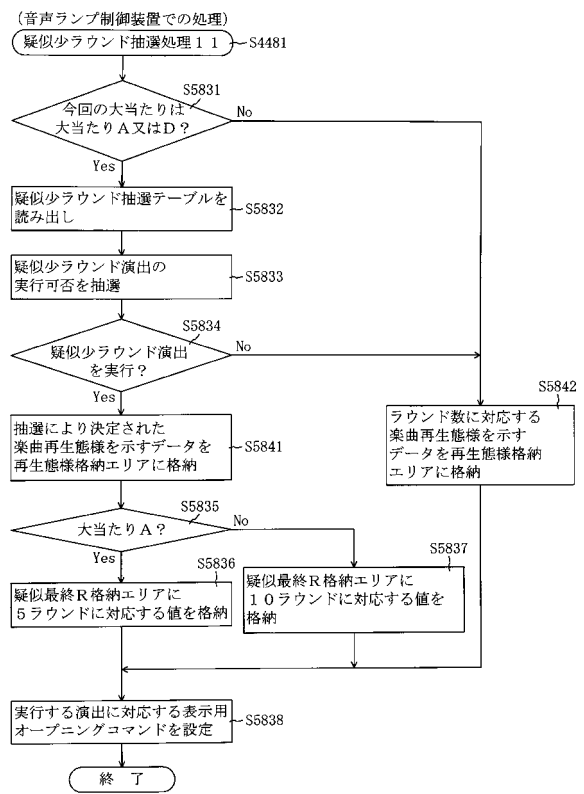 (音声ランプ制御装置での処理)
疑似少ラウンド抽選処理11
S4481
S5831
今回の大当たりは
大当たりA又はD？
No
Yes
疑似少ラウンド抽選テーブルを
読み出し
S5832
疑似少ラウンド演出の
実行可否を抽選
S5833
S5834
疑似少ラウンド演出
を実行？
No
Yes
抽選により決定された
楽曲再生態様を示すデータを
再生態様格納エリアに格納
S5841
S5842
ラウンド数に対応する
楽曲再生態様を示す
データを再生態様格納
エリアに格納
S5835
大当たりA？
No
Yes
S5836
疑似最終R格納エリアに
5ラウンドに対応する値を格納
S5837
疑似最終R格納エリアに
10ラウンドに対応する値を
格納
実行する演出に対応する表示用
オープニングコマンドを設定
S5838
終了